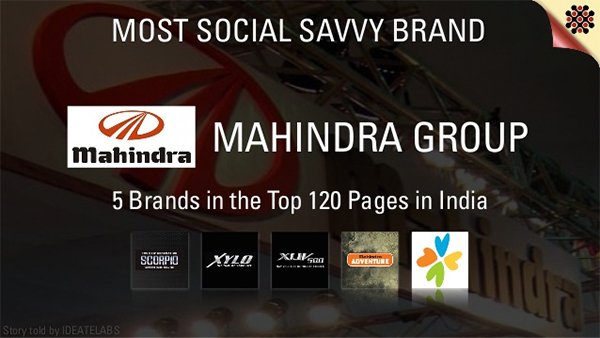 MOST SOCIAL SAVVY BRAND
Mahindra
MAHINDRA GROUP
5 Brands in the Top 120 Pages in India
SCORPIO
XYLO
XUV500
Mahindra
ADVENTURE
Story told by IDEATELABS